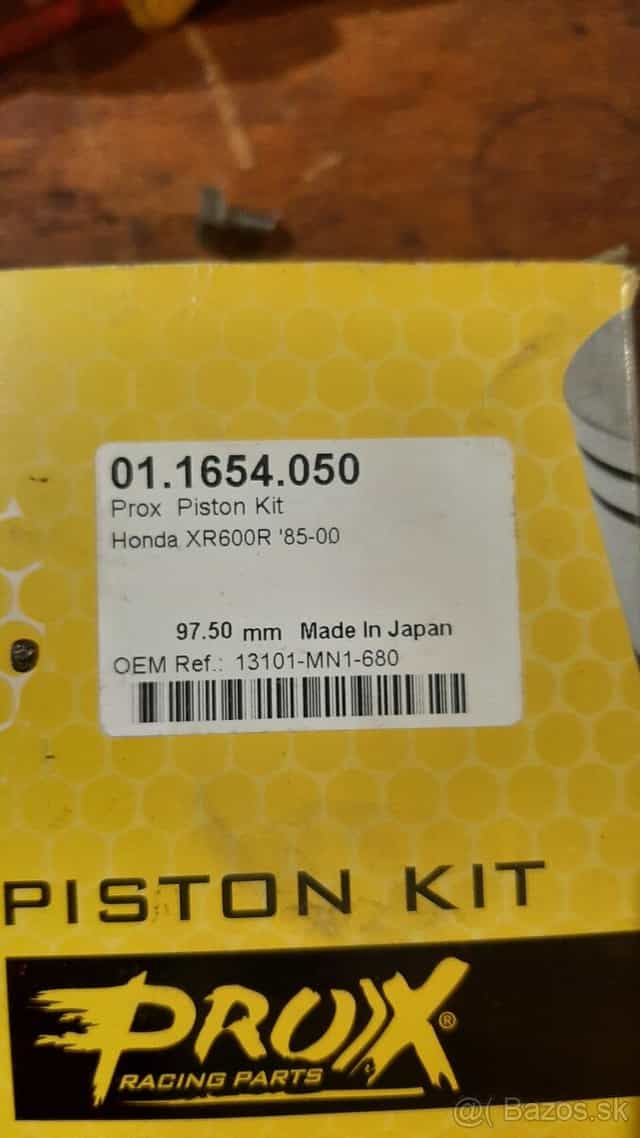 01.1654.050
Prox Piston Kit
Honda XR600R '85-00
97.50 mm Made In Japan
OEM Ref.: 13101-MN1-680
PISTON KIT
PROX®
RACING PARTS
@( Bazos.sk